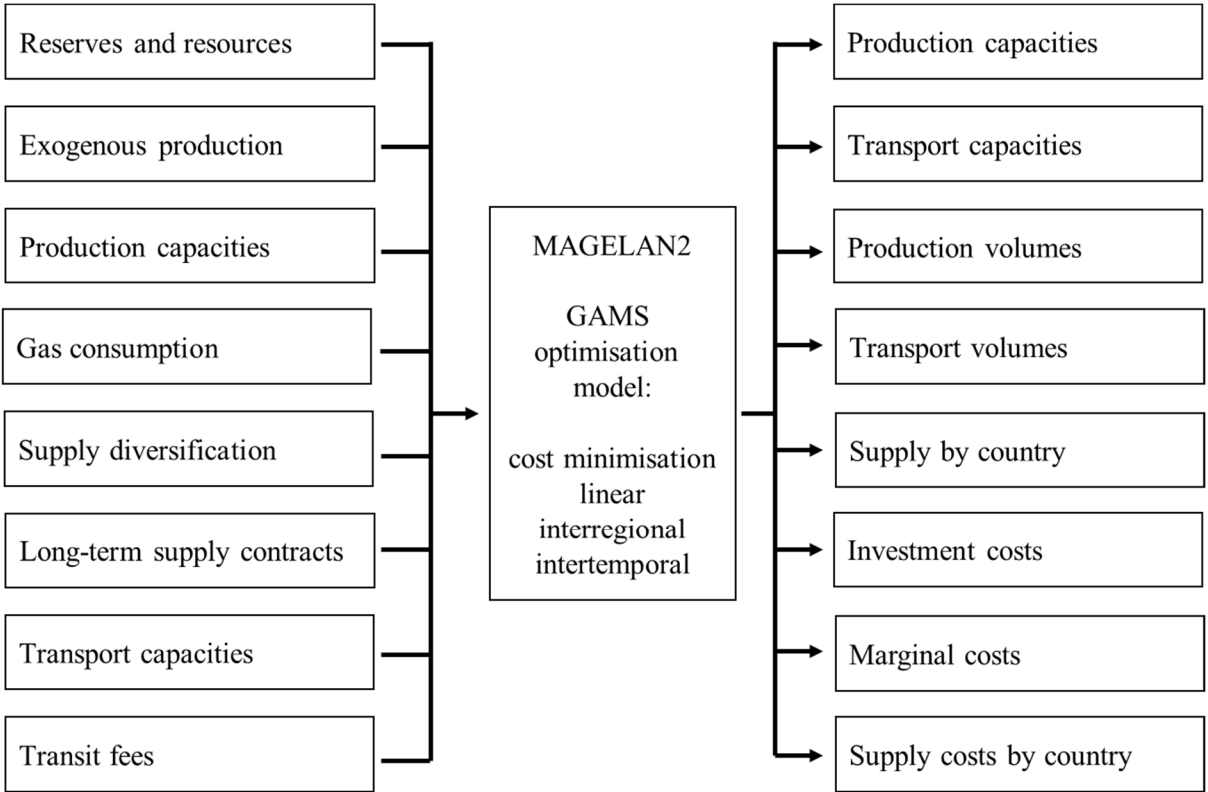 Reserves and resources
Exogenous production
Production capacities
Gas consumption
Supply diversification
Long-term supply contracts
Transport capacities
Transit fees
MAGELAN2
GAMS
optimisation
model:
cost minimisation
linear
interregional
intertemporal
Production capacities
Transport capacities
Production volumes
Transport volumes
Supply by country
Investment costs
Marginal costs
Supply costs by country